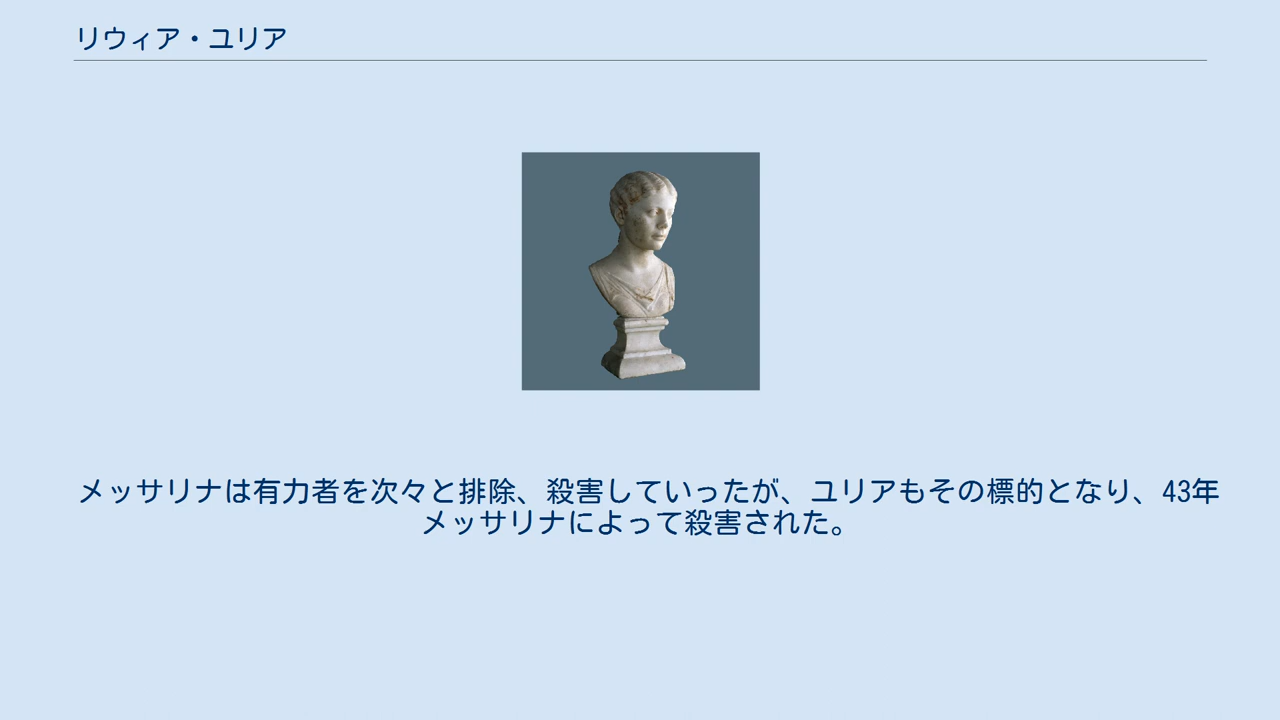 リウィア・ユリア
メッサリナは有力者を次々と排除、殺害していったが、ユリアもその標的となり、43年
メッサリナによって殺害された。